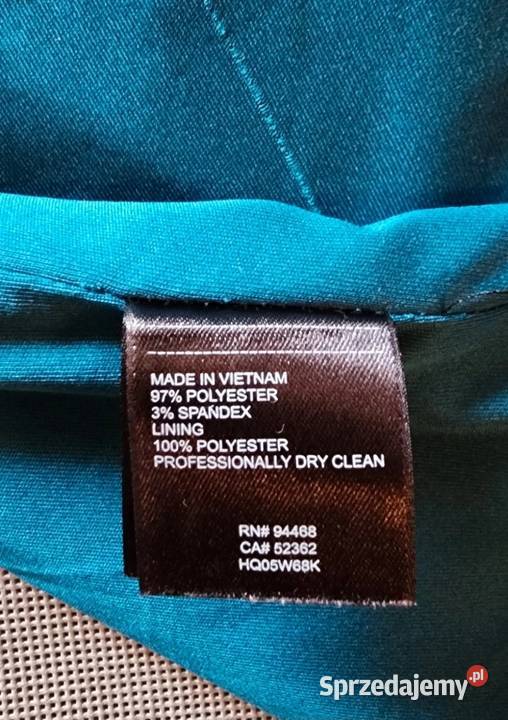 MADE IN VIETNAM
97% POLYESTER
3% SPANDEX
LINING
100% POLYESTER
PROFESSIONALLY DRY CLEAN
RN# 94468
CA# 52362
HQ05W68K
Sprzedajemy.pl